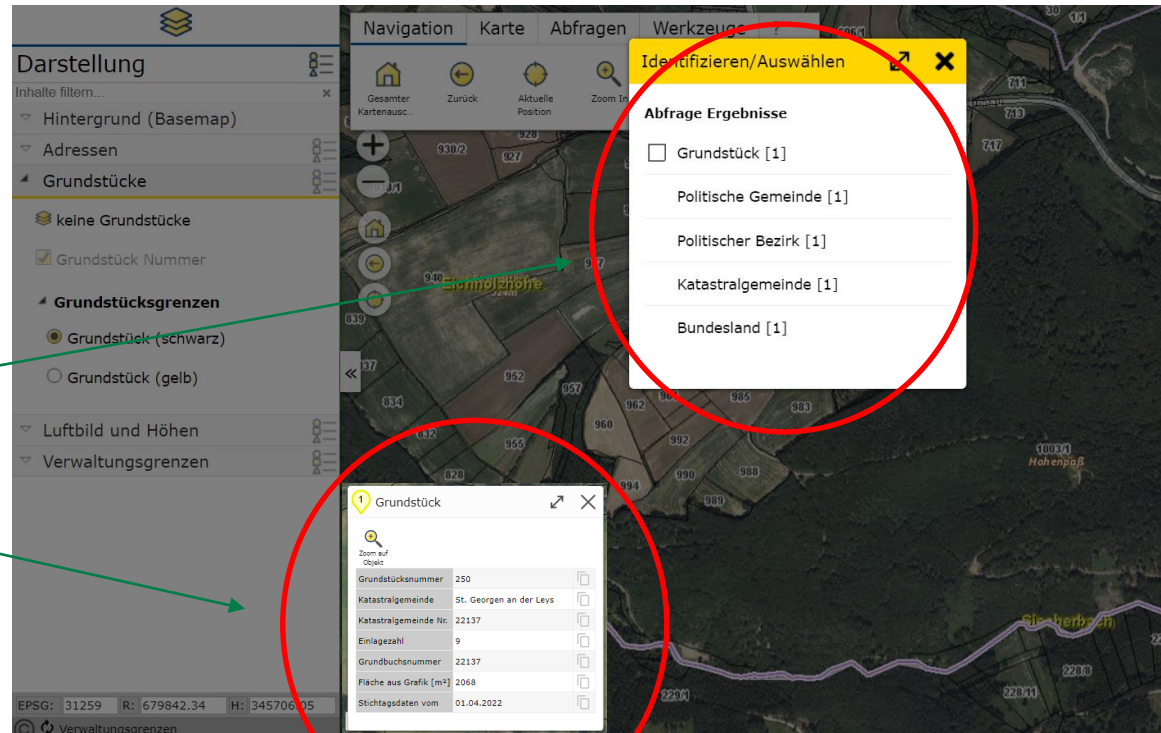 Darstellung
Inhalte filtern...
Hintergrund (Basemap)
Adressen
Grundstücke
keine Grundstücke
Grundstück Nummer
Grundstücksgrenzen
Grundstück (schwarz)
Grundstück (gelb)
Luftbild und Höhen
Verwaltungsgrenzen
EPSG: 31259 R: 679842.34 H: 345706.05
Verwaltungsgrenzen
Navigation Karte Abfragen Werkzeuge ?
Gesamter Kartenausc...
Zurück
Aktuelle Position
Zoom In
Identifizieren/Auswählen
Abfrage Ergebnisse
Grundstück [1]
Politische Gemeinde [1]
Politischer Bezirk [1]
Katastralgemeinde [1]
Bundesland [1]
711
713
717
928
930/2
927
940
Eichholzhöhe
839
834
832
828
952
955
957
960
962
985
983
992
990
988
994
989
1003/1
Hohenpaß
228/8
228/11
229/1
1 Grundstück
Zoom auf Objekt
Grundstücksnummer 250
Katastralgemeinde St. Georgen an der Leys
Katastralgemeinde Nr. 22137
Einlagezahl 9
Grundbuchsnummer 22137
Fläche aus Grafik [m²] 2068
Stichtagsdaten vom 01.04.2022